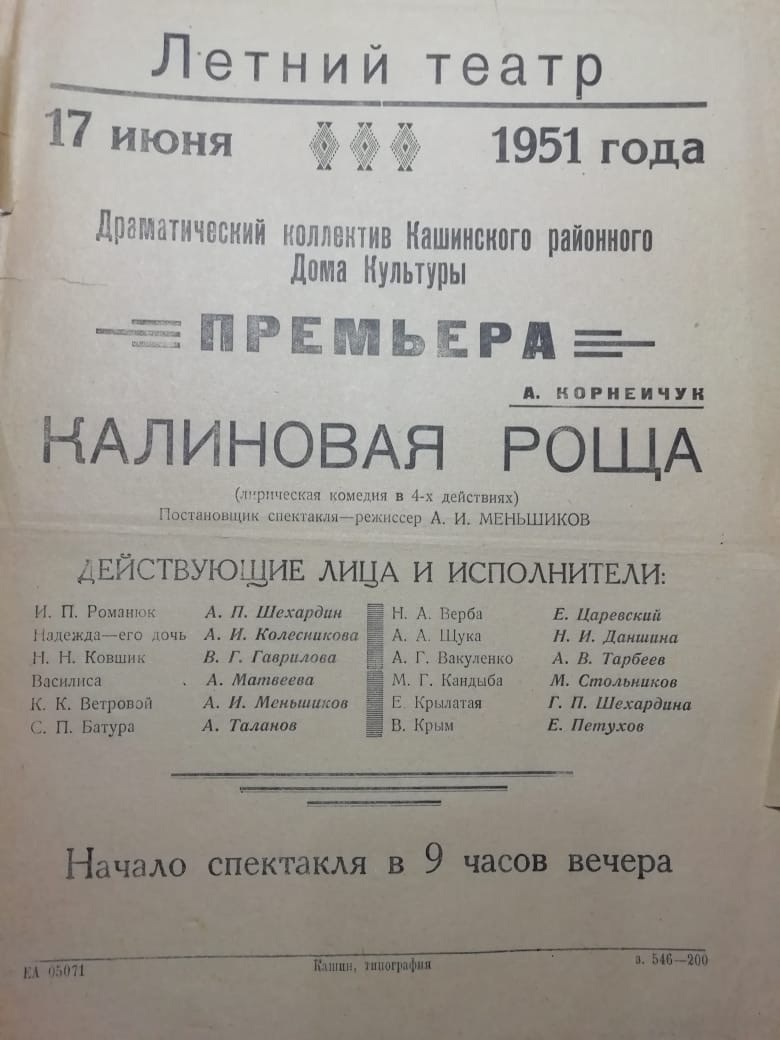 Летний театр
17 июня 1951 года
Драматический коллектив Кашинского районного
Дома Культуры
ПРЕМЬЕРА
А. КОРНЕЙЧУК
КАЛИНОВАЯ РОЩА
(лирическая комедия в 4-х действиях)
Постановщик спектакля—режиссер А. И. МЕНЬШИКОВ
ДЕЙСТВУЮЩИЕ ЛИЦА И ИСПОЛНИТЕЛИ:
И. П. Романюк А. П. Шехардин
Надежда—его дочь А. И. Колесникова
Н. Н. Ковшик В. Г. Гаврилова
Василиса А. Матвеева
К. К. Ветровой А. И. Меньшиков
С. П. Батура А. Таланов
Н. А. Верба Е. Царевский
А. А. Щука Н. И. Даншина
А. Г. Вакуленко А. В. Тарбеев
М. Г. Кандыба М. Стольников
Е. Крылатая Г. П. Шехардина
В. Крым Е. Петухов
Начало спектакля в 9 часов вечера
ЕА 05071 Кашин, типография з. 546—200